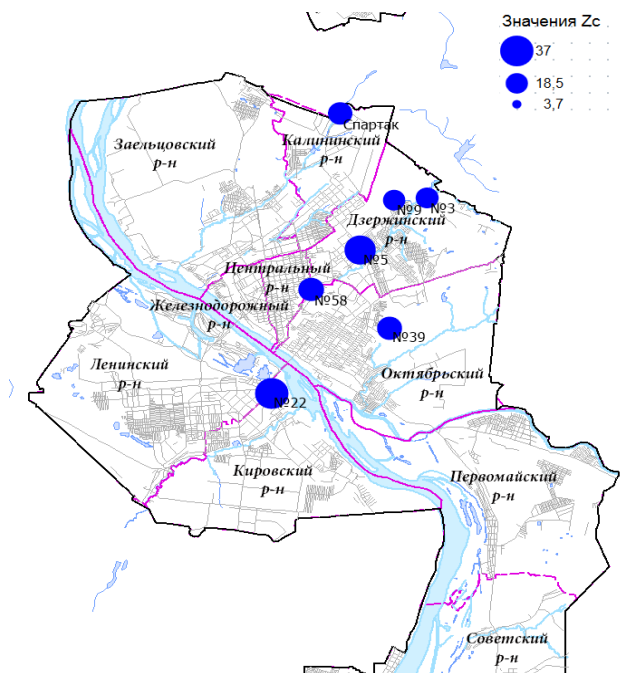 Значения Zc
37
18,5
3,7
Спартак
Заельцовский
р-н
Калининский
р-н
№9
№3
Дзержинский
р-н
№5
Центральный
р-н
№58
Железнодорожный
р-н
№39
Ленинский
р-н
Октябрьский
р-н
№22
Кировский
р-н
Первомайский
р-н
Советский
р-н